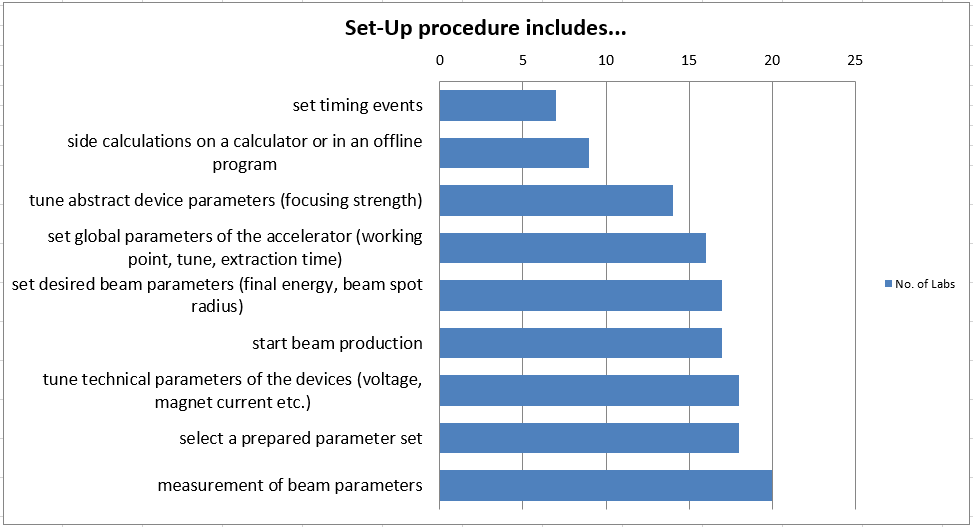 Set-Up procedure includes...
0 5 10 15 20 25
set timing events
side calculations on a calculator or in an offline
program
tune abstract device parameters (focusing strength)
set global parameters of the accelerator (working
point, tune, extraction time)
set desired beam parameters (final energy, beam spot
radius)
No. of Labs
start beam production
tune technical parameters of the devices (voltage,
magnet current etc.)
select a prepared parameter set
measurement of beam parameters